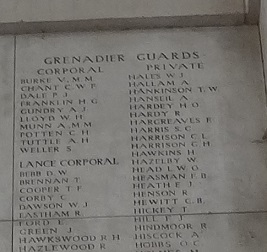 GRENADIER GUARDS
CORPORAL
BURKE V., M.M
CHANT C.W.F
DALE P.J
FRANKLIN H.G
GUNDRY A.J
LLOYD W.H
MUNN A., M.M
POTTEN C.H
TUTTLE A.H
WELLER S
LANCE CORPORAL
BEBB D.W
BRENNAN T
COOPER T.F
CORBY C
DAWSON W.J
EASTHAM R
FORD E
GREEN J
HAWKSWOOD H.H
HAZLEWOOD R
PRIVATE
HALES W.J
HALLAM A
HANKINSON T.W
HANSELL A
HARDEY H.O
HARDY R
HARGREAVES F
HARRIS S.C
HARRISON C.L
HARRISON G.H
HAWKINS H
HAZELBY W
HEAD L.W.O
HEASMAN F.B
HEATH E.J
HENSON R
HEWITT C.B
HICKEY T
HILL F.T
HINDMOOR R
HISCOCK A
HOBBS O.C